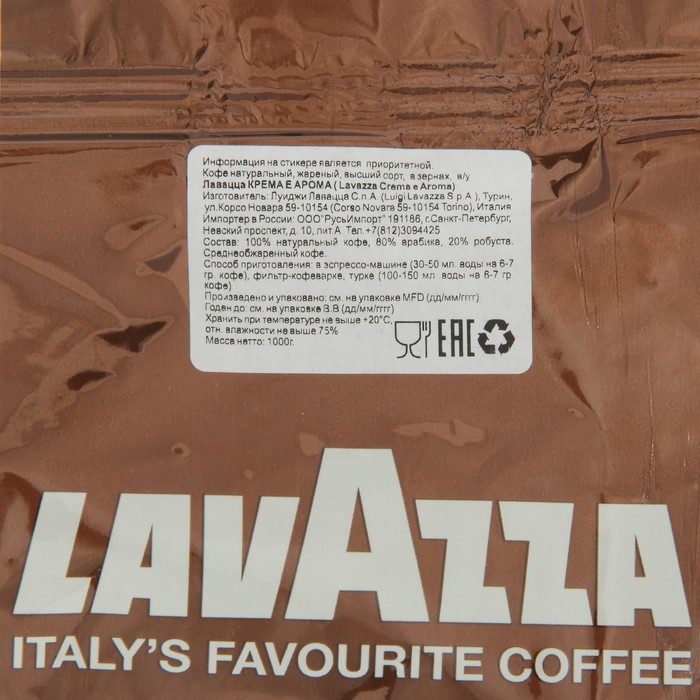 Информация на стикере является приоритетной.
Кофе натуральный, жареный, высший сорт, в зернах, в/у
Лавацца КРЕМА Е АРОМА ( Lavazza Crema e Aroma)
Изготовитель: Луиджи Лавацца С.п.А. (Luigi Lavazza S.p.A.), Турин,
ул.Корсо Новара 59-10154 (Corso Novara 59-10154 Torino), Италия
Импортер в России: ООО"РусьИмпорт" 191186, г.Санкт-Петербург,
Невский проспект, д.10, лит.А. Тел.+7(812)3094425
Состав: 100% натуральный кофе, 80% арабика, 20% робуста.
Среднеобжаренный кофе.
Способ приготовления: в эспрессо-машине (30-50 мл. воды на 6-7
гр. кофе), фильтр-кофеварке, турке (100-150 мл. воды на 6-7 гр.
кофе)
Произведено и упаковано: см. на упаковке MFD (дд/мм/гггг)
Годен до: см. на упаковке B.B (дд/мм/гггг)
Хранить при температуре не выше +20°С,
отн. влажности не выше 75%
Масса нетто: 1000г.
EAC
LAVAZZA
ITALY'S FAVOURITE COFFEE